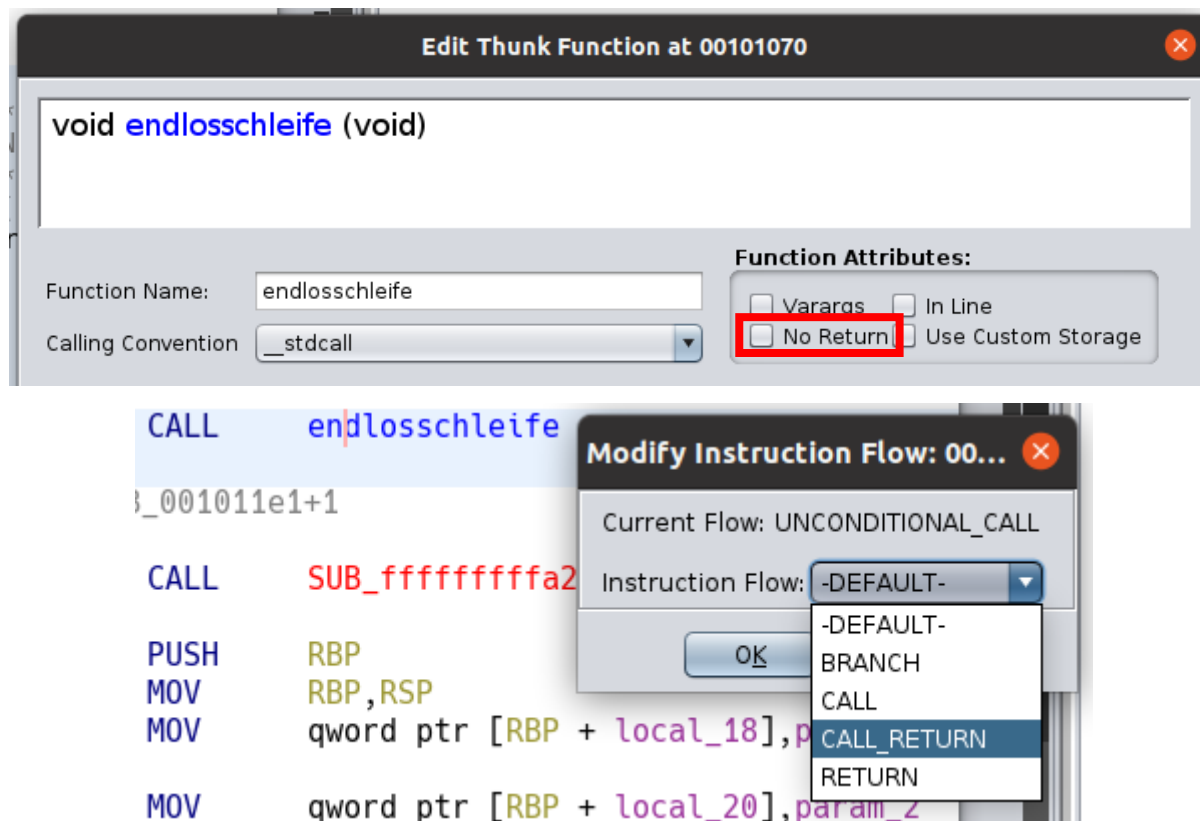 Edit Thunk Function at 00101070
void endlosschleife (void)
Function Attributes:
Function Name: endlosschleife
Varargs In Line
No Return Use Custom Storage
Calling Convention __stdcall
CALL endlosschleife
Modify Instruction Flow: 00...
_001011e1+1
Current Flow: UNCONDITIONAL_CALL
CALL
Instruction Flow: -DEFAULT-
-DEFAULT-
BRANCH
CALL
CALL_RETURN
RETURN
OK
PUSH RBP
MOV RBP,RSP
MOV qword ptr [RBP + local_18],p
MOV qword ptr [RBP + local_20],param_2